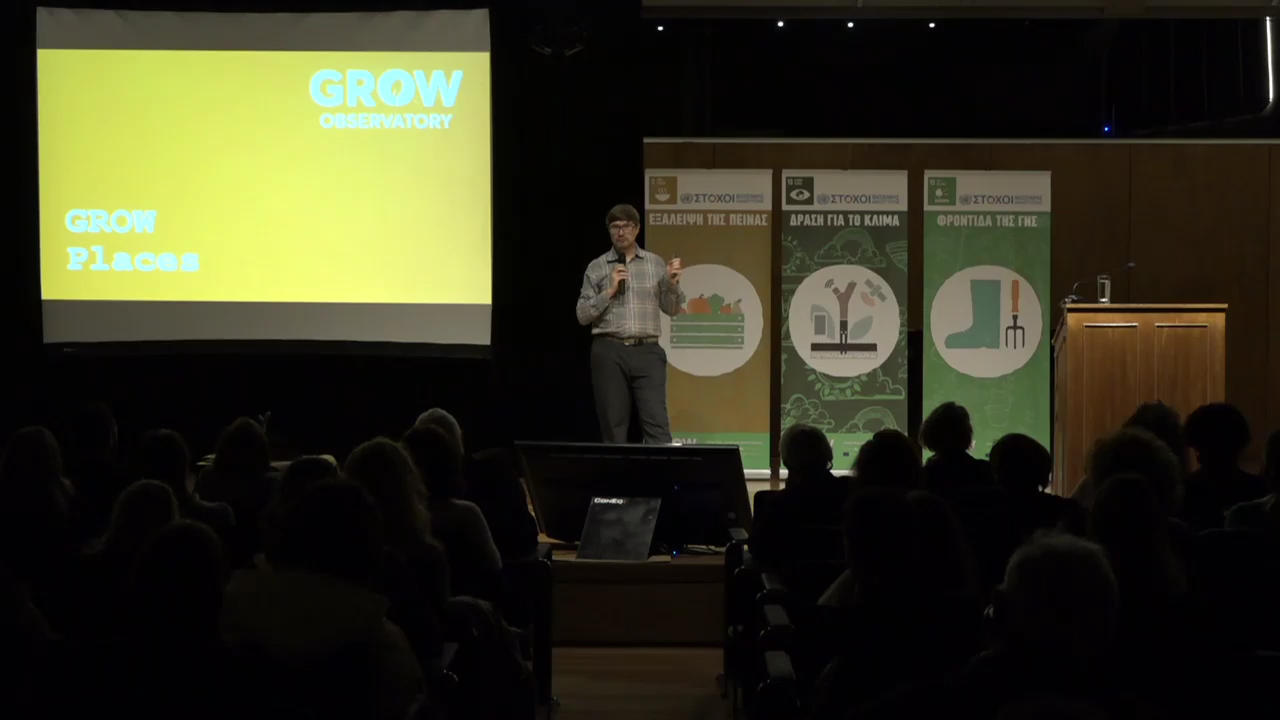 GROW
OBSERVATORY
GROW
Places
ΣΤΟΧΟΙ
ΕΞΑΛΕΙΨΗ ΤΗΣ ΠΕΙΝΑΣ
ΣΤΟΧΟΙ
ΔΡΑΣΗ ΓΙΑ ΤΟ ΚΛΙΜΑ
ΣΤΟΧΟΙ
ΦΡΟΝΤΙΔΑ ΤΗΣ ΓΗΣ